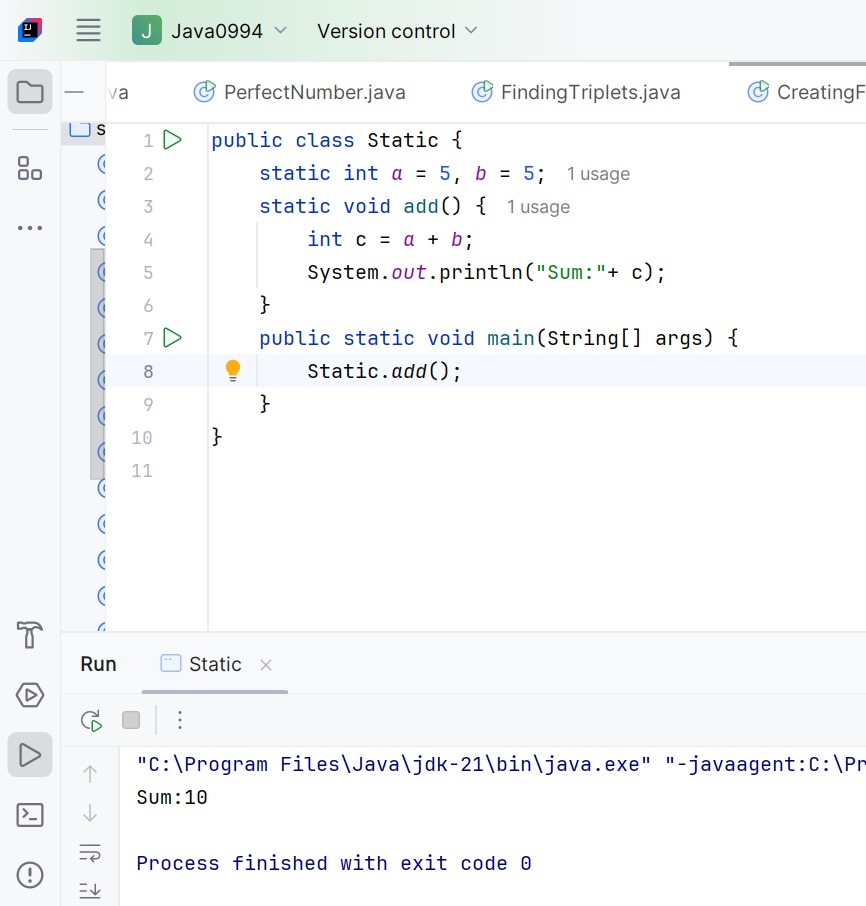 J Java0994 Version control
va PerfectNumber.java FindingTriplets.java CreatingF
s
1 public class Static {
2 static int a = 5, b = 5; 1 usage
3 static void add() { 1 usage
4 int c = a + b;
5 System.out.println("Sum:"+ c);
6 }
7 public static void main(String[] args) {
8 Static.add();
9 }
10 }
11
Run Static
"C:\Program Files\Java\jdk-21\bin\java.exe" "-javaagent:C:\Pr
Sum:10
Process finished with exit code 0